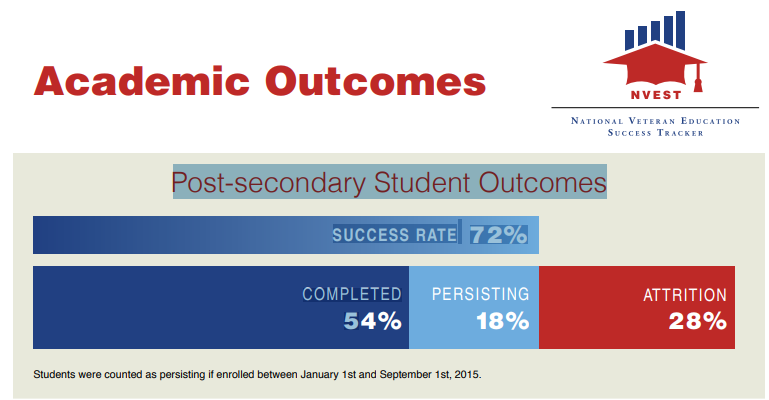 Academic Outcomes
NVEST
National Veteran Education
Success Tracker
Post-secondary Student Outcomes
SUCCESS RATE 72%
COMPLETED
54%
PERSISTING
18%
ATTRITION
28%
Students were counted as persisting if enrolled between January 1st and September 1st, 2015.